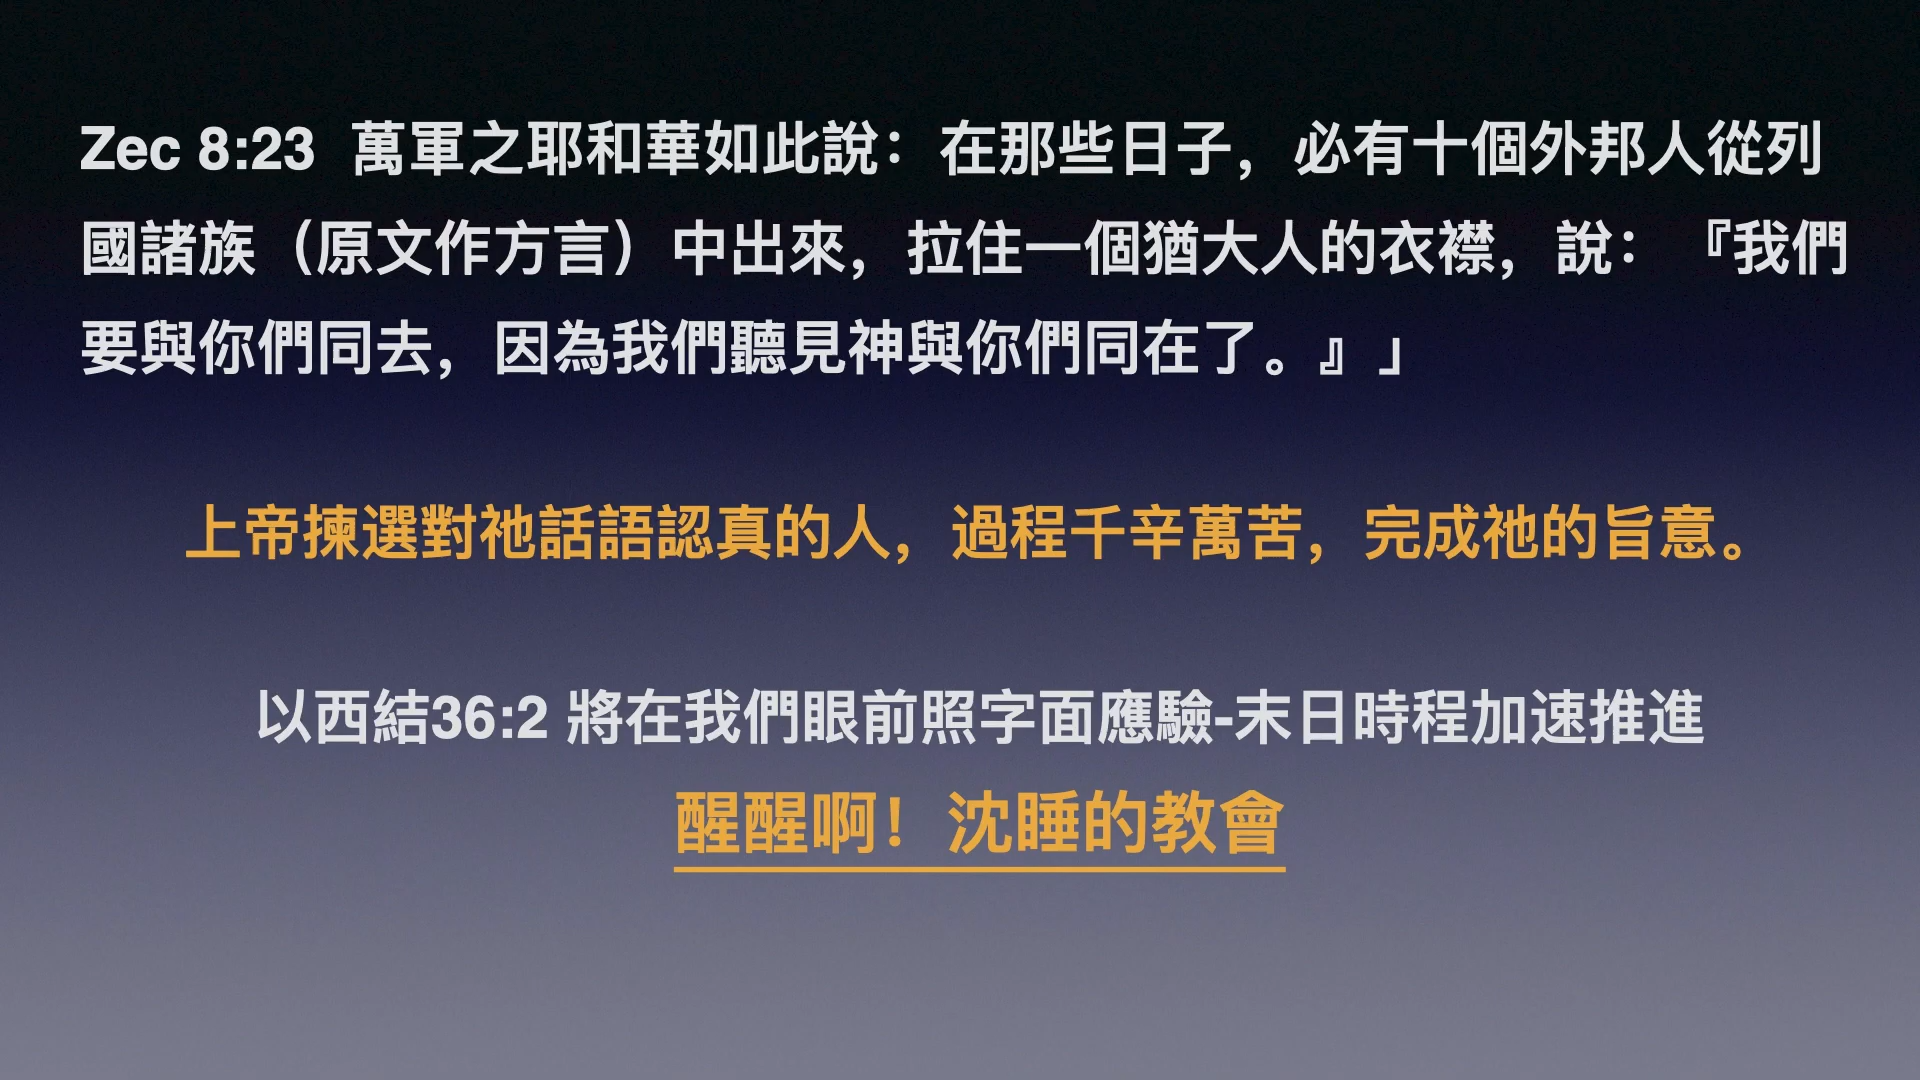 Zec 8:23 萬軍之耶和華如此說：在那些日子，必有十個外邦人從列
國諸族（原文作方言）中出來，拉住一個猶大人的衣襟，說：『我們
要與你們同去，因為我們聽見神與你們同在了。』」
上帝揀選對祂話語認真的人，過程千辛萬苦，完成祂的旨意。
以西結36:2 將在我們眼前照字面應驗-末日時程加速推進
醒醒啊！沈睡的教會